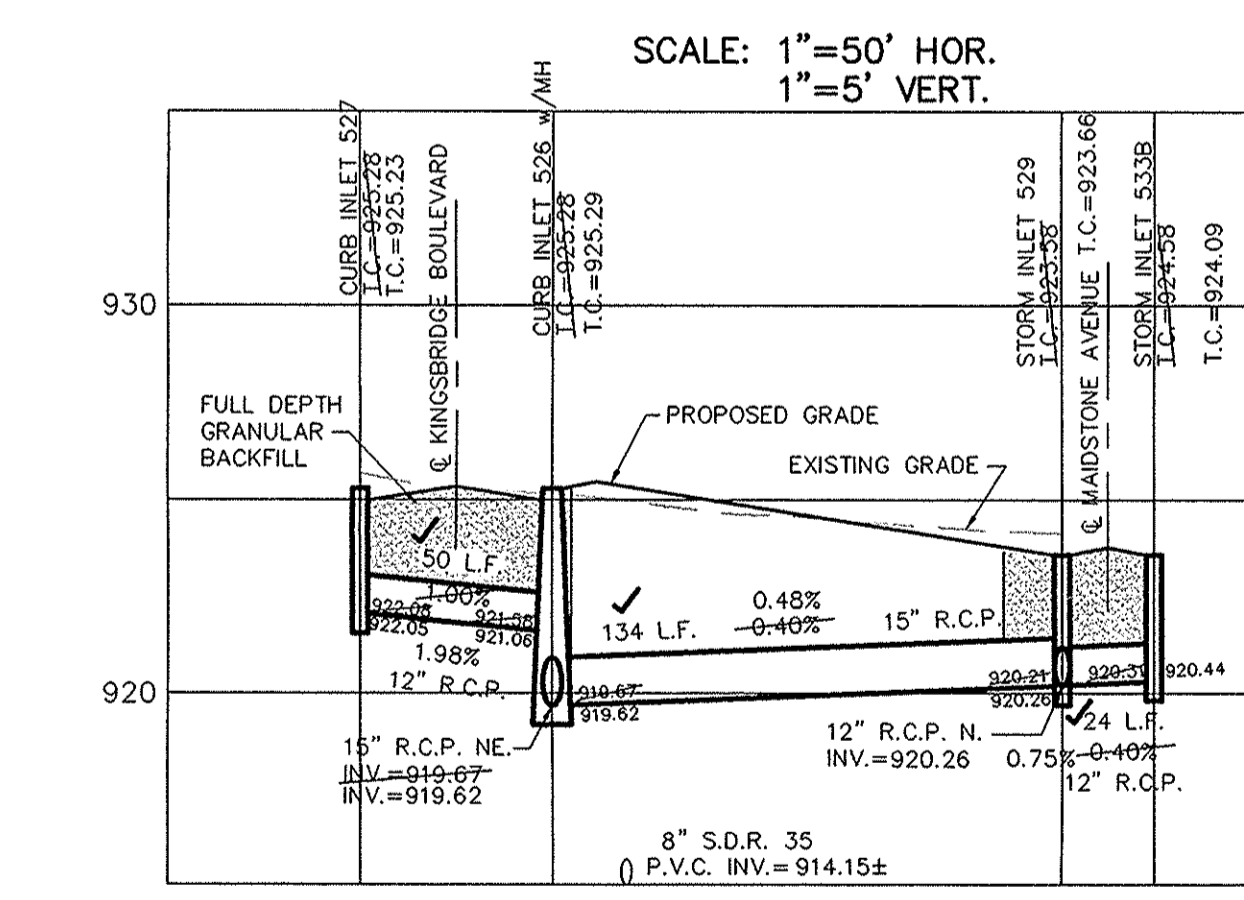 SCALE: 1"=50' HOR.
1"=5' VERT.
CURB INLET 527
T.C.=925.28
T.C.=925.23
℄ KINGSBRIDGE BOULEVARD
CURB INLET 526 w/MH
T.C.=925.28
T.C.=925.29
STORM INLET 529
T.C.=923.58
℄ MAIDSTONE AVENUE T.C.=923.66
STORM INLET 533B
T.C.=924.58
T.C.=924.09
930
FULL DEPTH
GRANULAR
BACKFILL
PROPOSED GRADE
EXISTING GRADE
50 L.F.
1.00%
922.08
921.58
922.05
921.06
1.98%
12" R.C.P.
134 L.F.
0.48%
0.40%
15" R.C.P.
920
919.67
919.62
920.21
920.26
920.44
15" R.C.P. NE.
INV.=919.67
INV.=919.62
12" R.C.P. N.
INV.=920.26
24 L.F.
0.75%
0.40%
12" R.C.P.
8" S.D.R. 35
P.V.C. INV.=914.15±